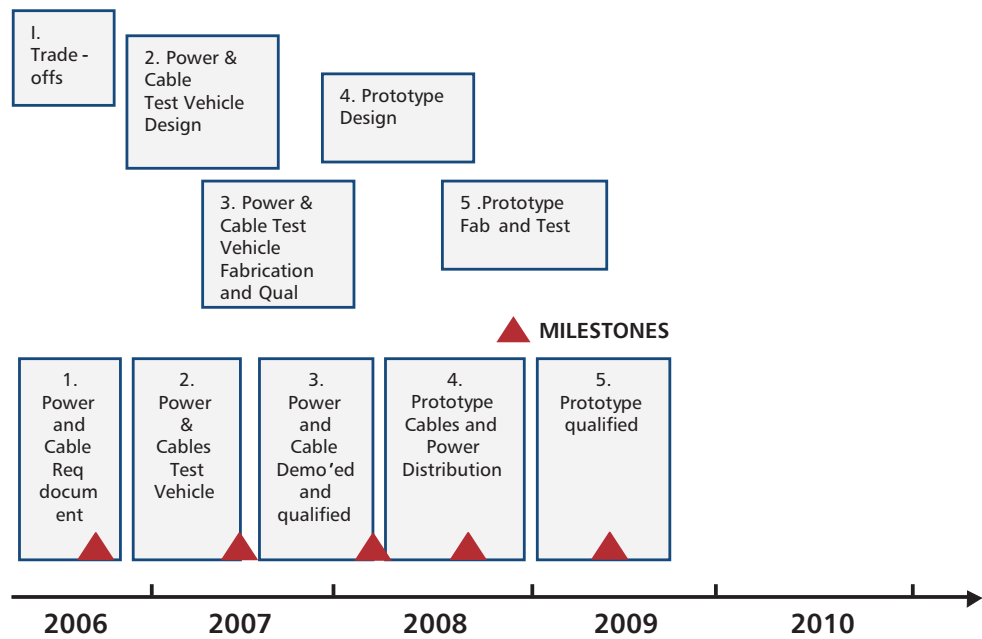 I.
Trade -
offs
2. Power &
Cable
Test Vehicle
Design
4. Prototype
Design
3. Power &
Cable Test
Vehicle
Fabrication
and Qual
5 .Prototype
Fab and Test
MILESTONES
1.
Power
and
Cable
Req
docum
ent
2.
Power
&
Cables
Test
Vehicle
3.
Power
and
Cable
Demo’ed
and
qualified
4.
Prototype
Cables and
Power
Distribution
5.
Prototype
qualified
2006 2007 2008 2009 2010